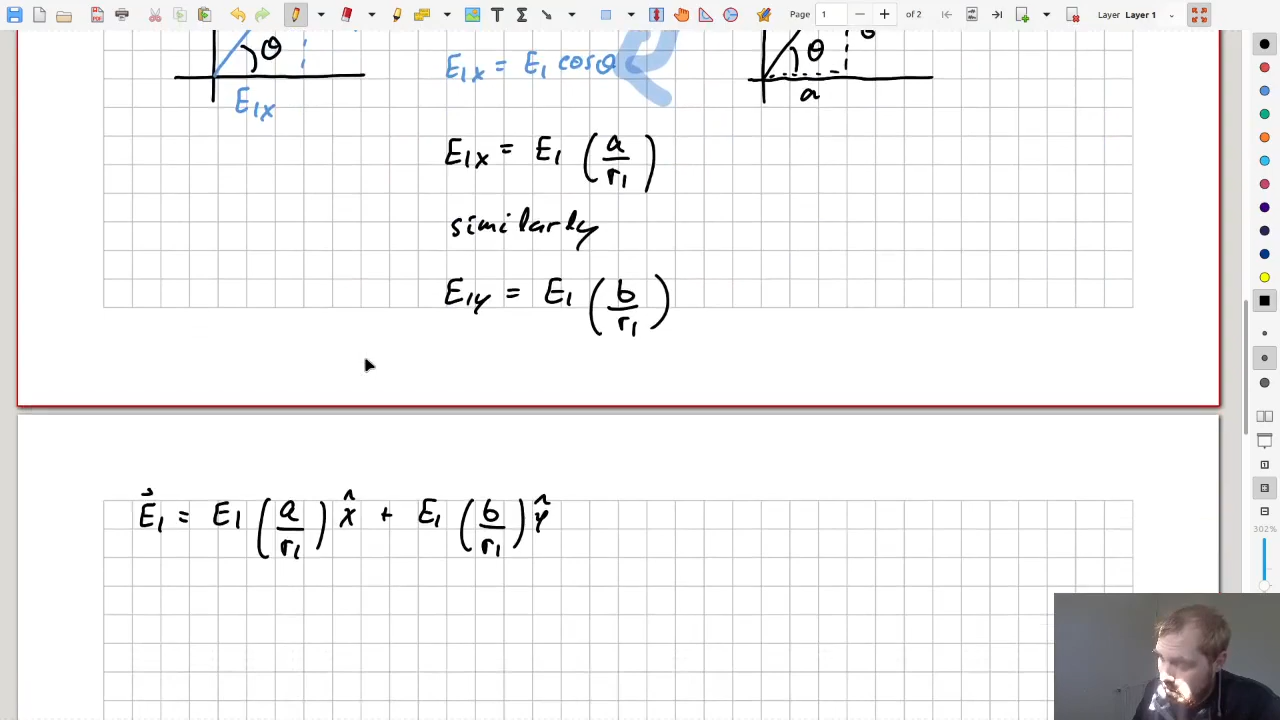 Page 1 of 2 Layer Layer 1
θ θ
E₁ₓ = E₁ cosθ
E₁ₓ a
E₁ₓ = E₁ (a/r₁)
similarly
E₁y = E₁ (b/r₁)
302%
E⃗₁ = E₁ (a/r₁) x̂ + E₁ (b/r₁) ŷ